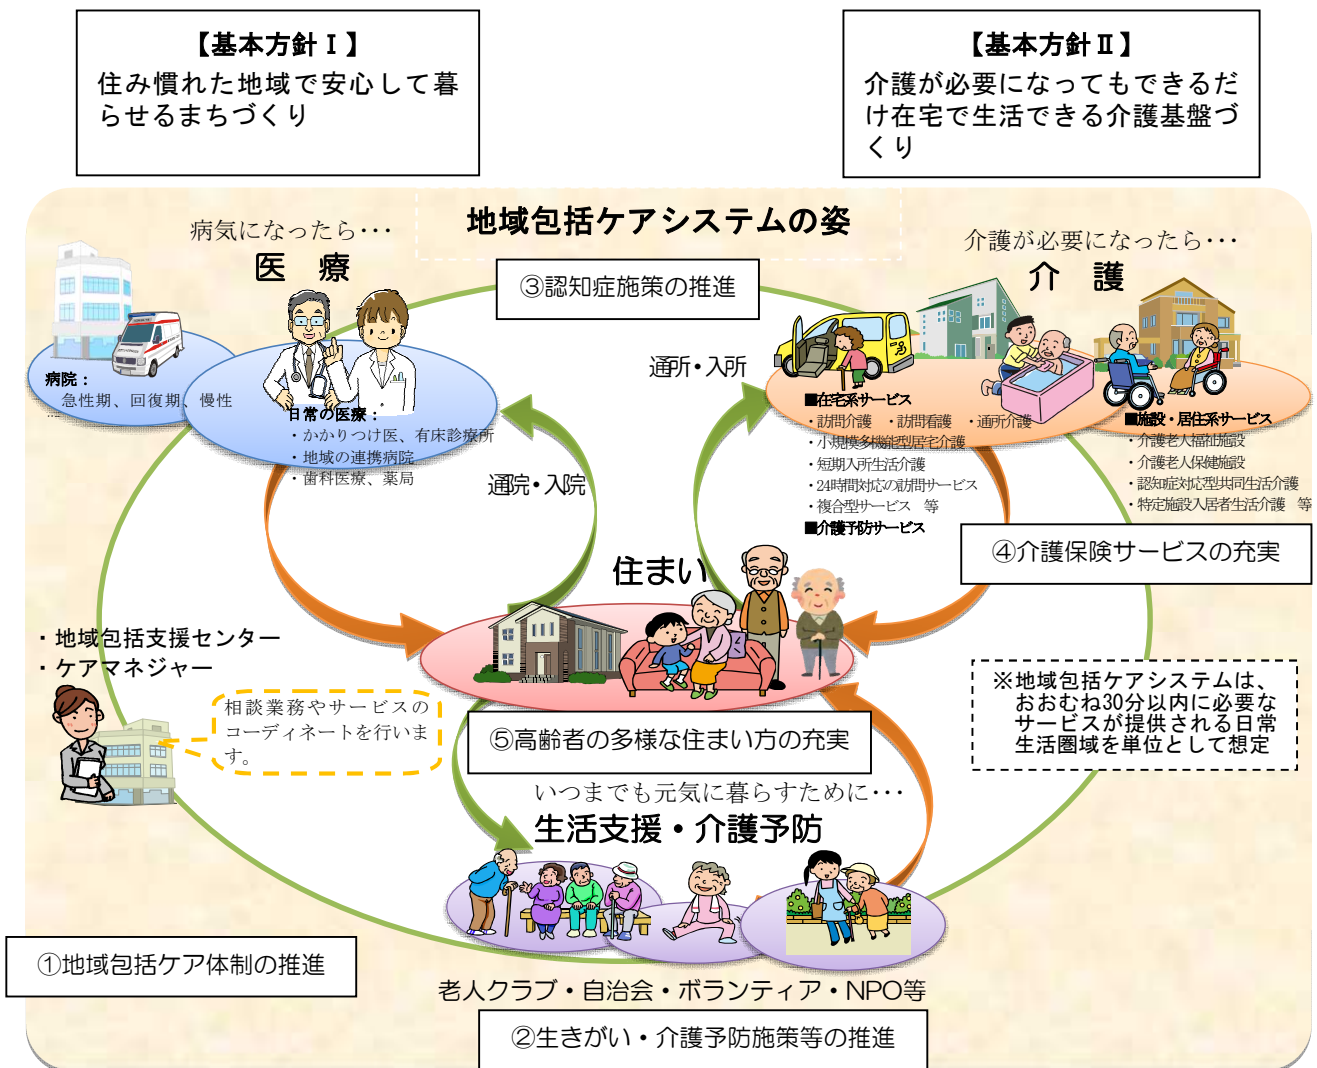 【基本方針Ⅰ】
住み慣れた地域で安心して暮
らせるまちづくり
【基本方針Ⅱ】
介護が必要になってもできるだ
け在宅で生活できる介護基盤づ
くり
地域包括ケアシステムの姿
病気になったら･･･
医　療
③認知症施策の推進
介護が必要になったら･･･
介　護
病院：
急性期、回復期、慢性
日常の医療：
・かかりつけ医、有床診療所
・地域の連携病院
・歯科医療、薬局
通院・入院
通所・入所
■在宅系サービス
・訪問介護　・訪問看護　・通所介護
・小規模多機能型居宅介護
・短期入所生活介護
・24時間対応の訪問サービス
・複合型サービス　等
■介護予防サービス
■施設・居住系サービス
・介護老人福祉施設
・介護老人保健施設
・認知症対応型共同生活介護
・特定施設入居者生活介護　等
④介護保険サービスの充実
住まい
・地域包括支援センター
・ケアマネジャー
相談業務やサービスの
コーディネートを行いま
す。
⑤高齢者の多様な住まい方の充実
※地域包括ケアシステムは、
おおむね30分以内に必要な
サービスが提供される日常
生活圏域を単位として想定
いつまでも元気に暮らすために･･･
生活支援・介護予防
①地域包括ケア体制の推進
老人クラブ・自治会・ボランティア・NPO等
②生きがい・介護予防施策等の推進